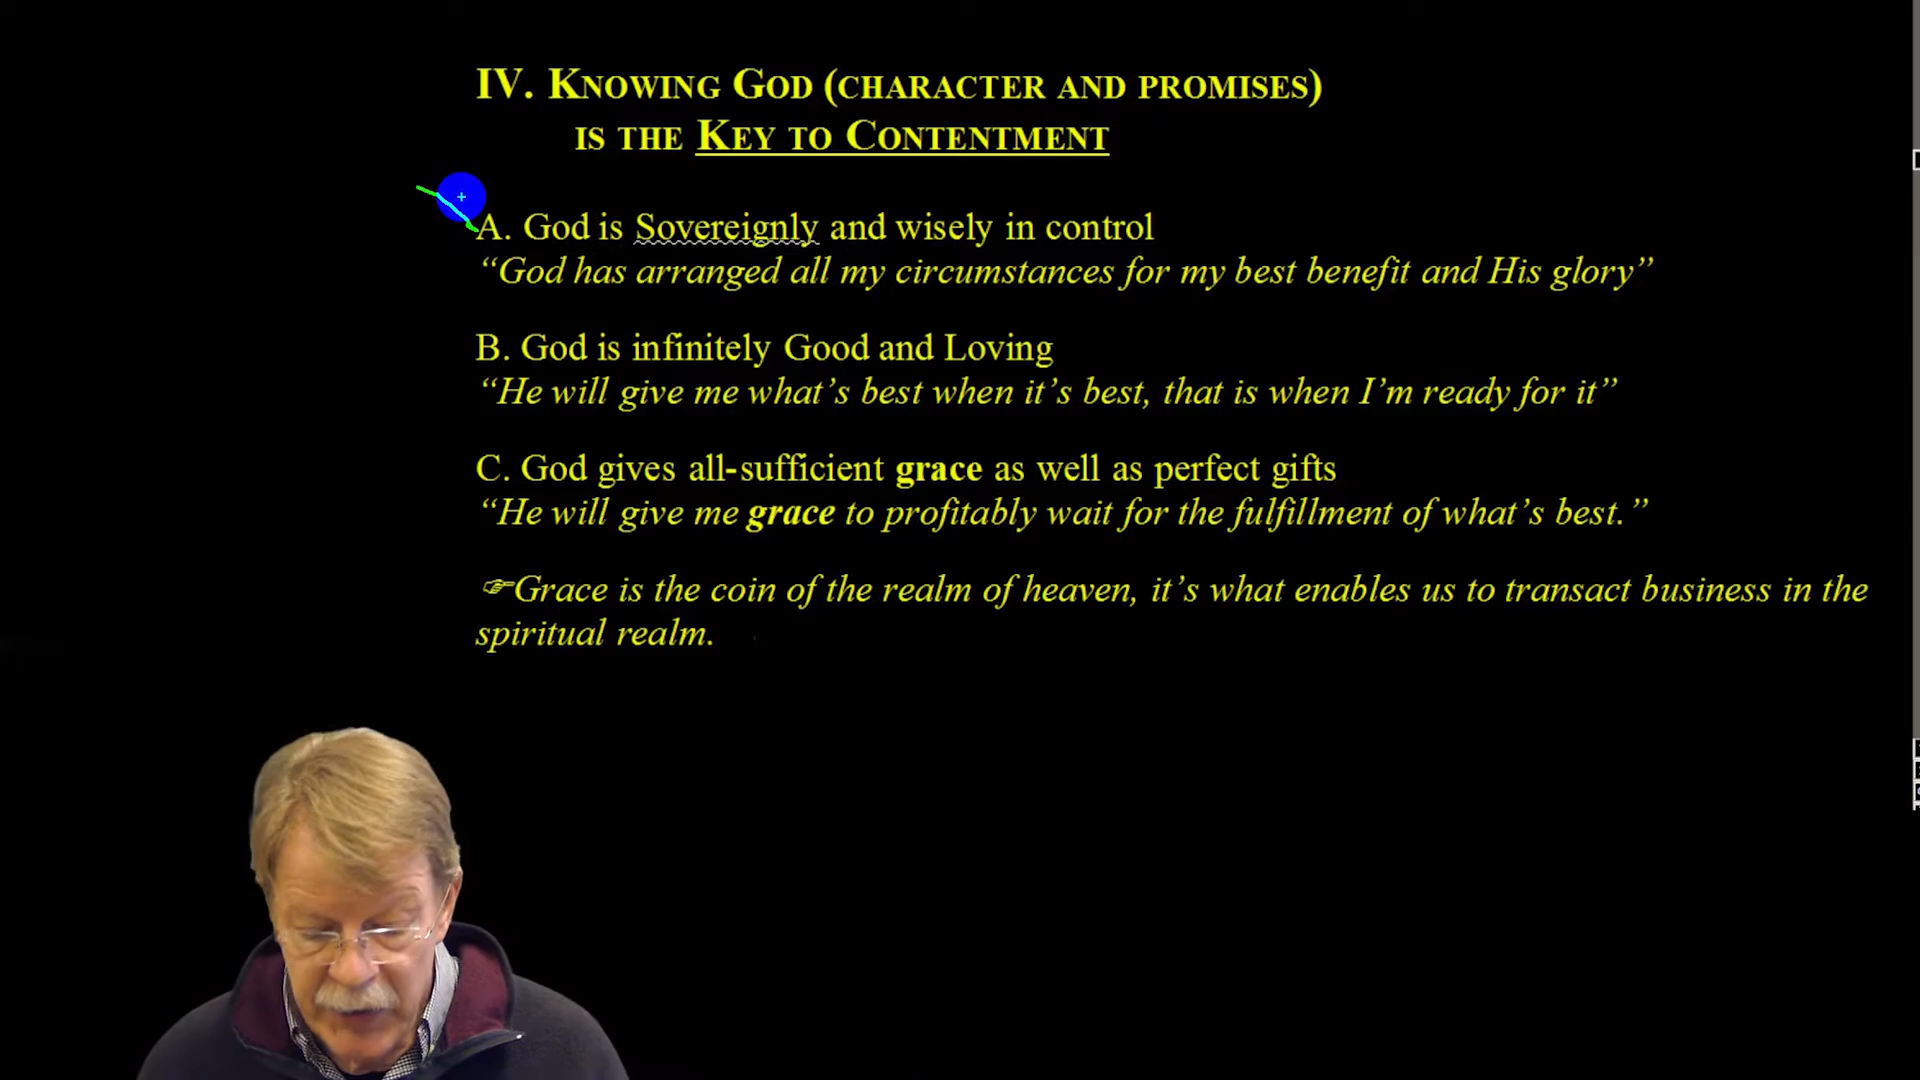 IV. KNOWING GOD (CHARACTER AND PROMISES)
IS THE KEY TO CONTENTMENT
A. God is Sovereignly and wisely in control
“God has arranged all my circumstances for my best benefit and His glory”
B. God is infinitely Good and Loving
“He will give me what’s best when it’s best, that is when I’m ready for it”
C. God gives all-sufficient grace as well as perfect gifts
“He will give me grace to profitably wait for the fulfillment of what’s best.”
☞Grace is the coin of the realm of heaven, it’s what enables us to transact business in the
spiritual realm.